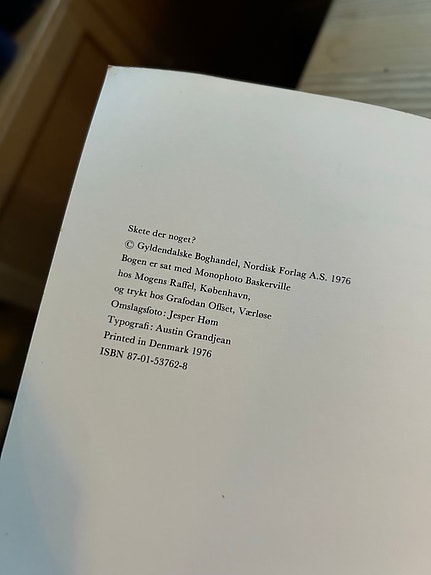 Skete der noget?
© Gyldendalske Boghandel, Nordisk Forlag A.S. 1976
Bogen er sat med Monophoto Baskerville
hos Mogens Raffel, København,
og trykt hos Grafodan Offset, Værløse
Omslagsfoto: Jesper Høm
Typografi: Austin Grandjean
Printed in Denmark 1976
ISBN 87-01-53762-8